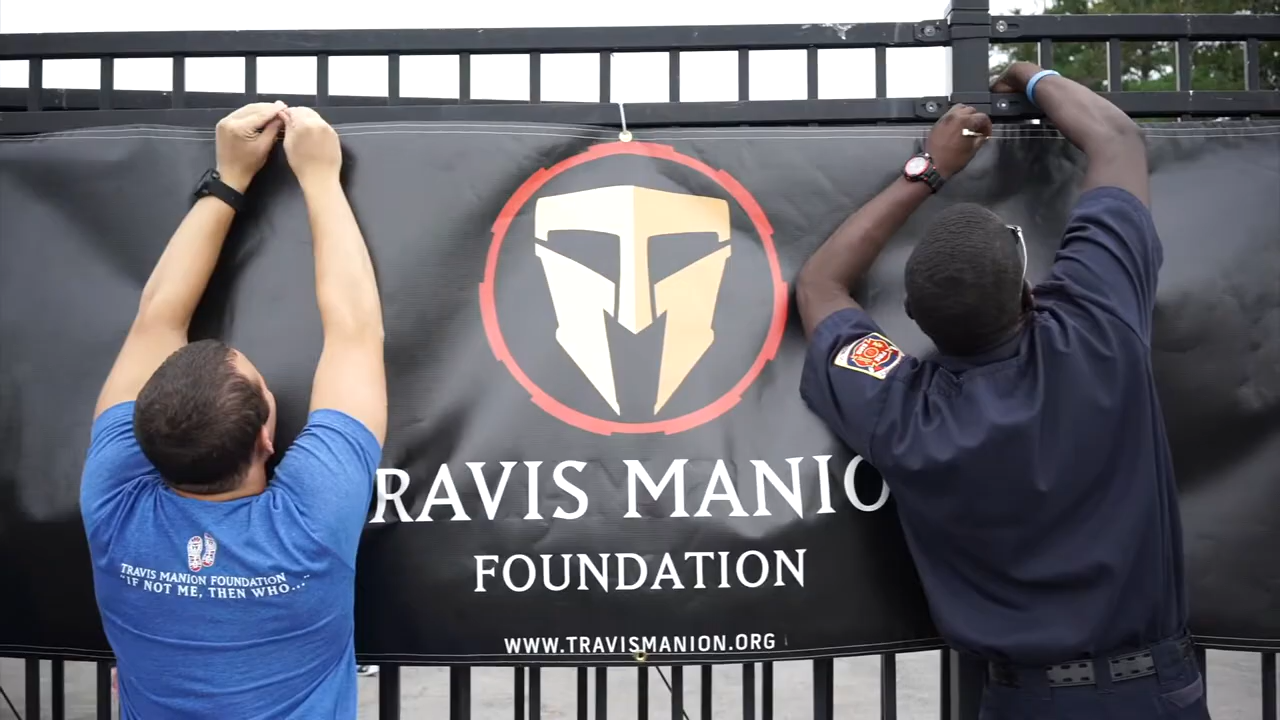 RAVIS MANIO
FOUNDATION
WWW.TRAVISMANION.ORG
TRAVIS MANION FOUNDATION
"IF NOT ME, THEN WHO..."